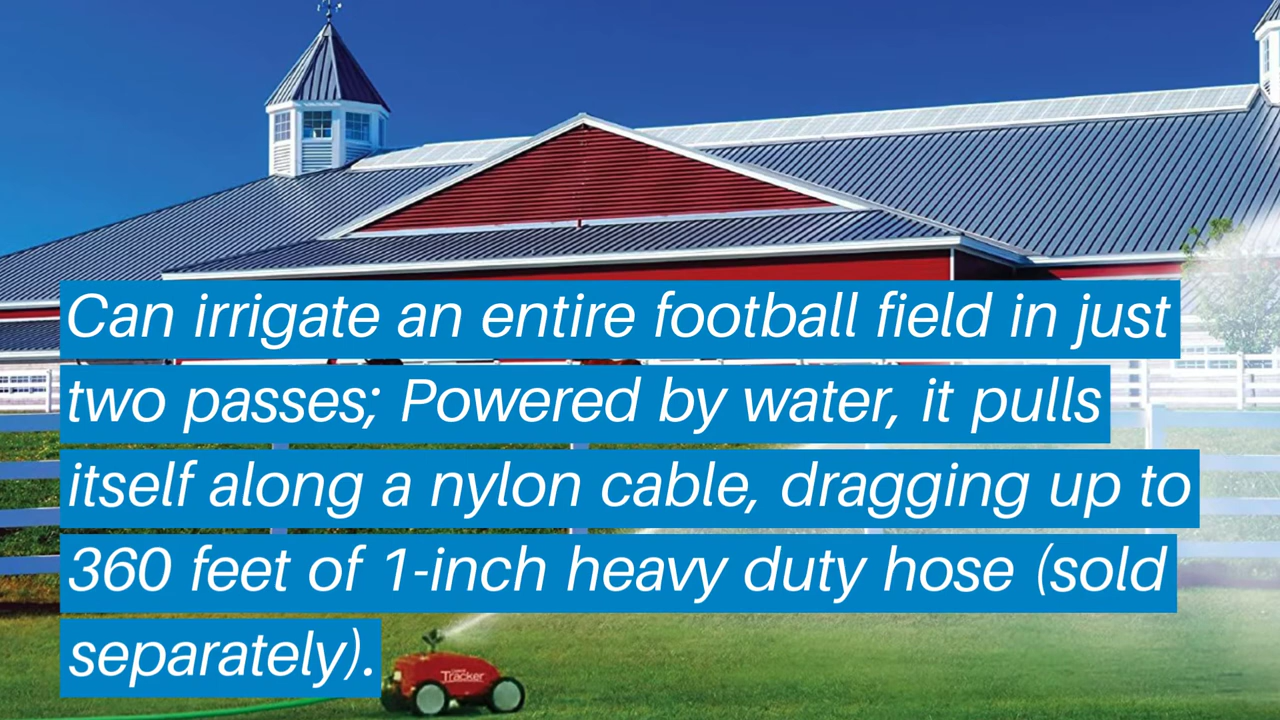 Can irrigate an entire football field in just
two passes; Powered by water, it pulls
itself along a nylon cable, dragging up to
360 feet of 1-inch heavy duty hose (sold
separately).
Tracker